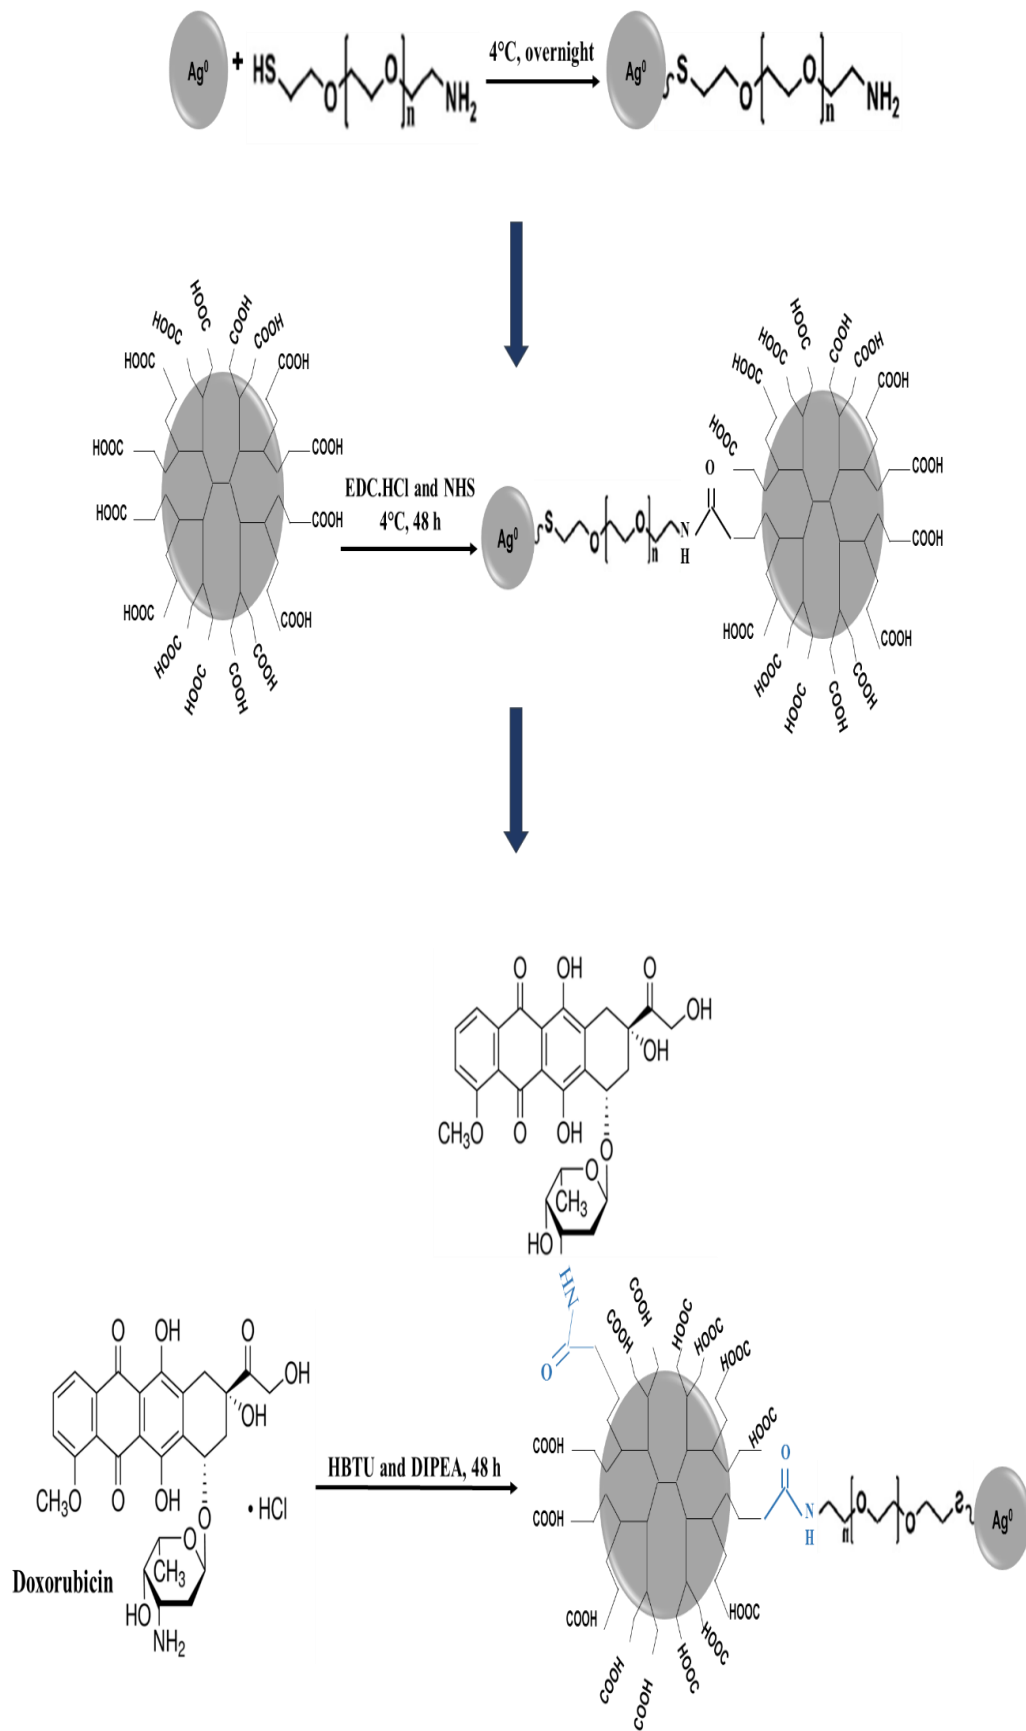 Ag⁰ + HS O O n NH₂
4°C, overnight
Ag⁰ S O O n NH₂
HOOC HOOC HOOC COOH COOH COOH
HOOC COOH
HOOC COOH
HOOC HOOC HOOC COOH COOH COOH
EDC.HCl and NHS
4°C, 48 h
Ag⁰ S O O n N H O
HOOC HOOC HOOC COOH COOH COOH
HOOC COOH
COOH
HOOC HOOC HOOC COOH COOH COOH
O OH O OH
OH
CH₃O O OH O
O
CH₃
HO
HN
O
O OH O OH
OH
CH₃O O OH O
• HCl
O
CH₃
HO
NH₂
Doxorubicin
HBTU and DIPEA, 48 h
COOH COOH HOOC HOOC HOOC
COOH HOOC
COOH
COOH COOH COOH HOOC HOOC HOOC
O N H n O O S Ag⁰